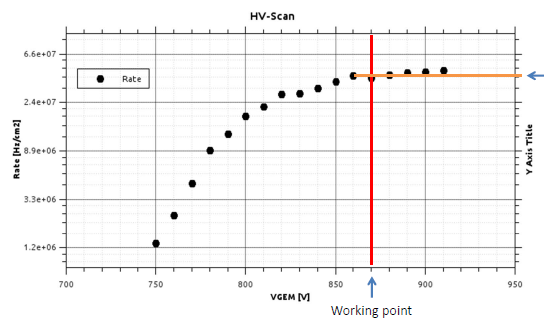 HV-Scan
6.6e+07
2.4e+07
8.9e+06
3.3e+06
1.2e+06
Rate [Hz/cm2]
Rate
Y Axis Title
700
750
800
850
900
950
VGEM [V]
Working point